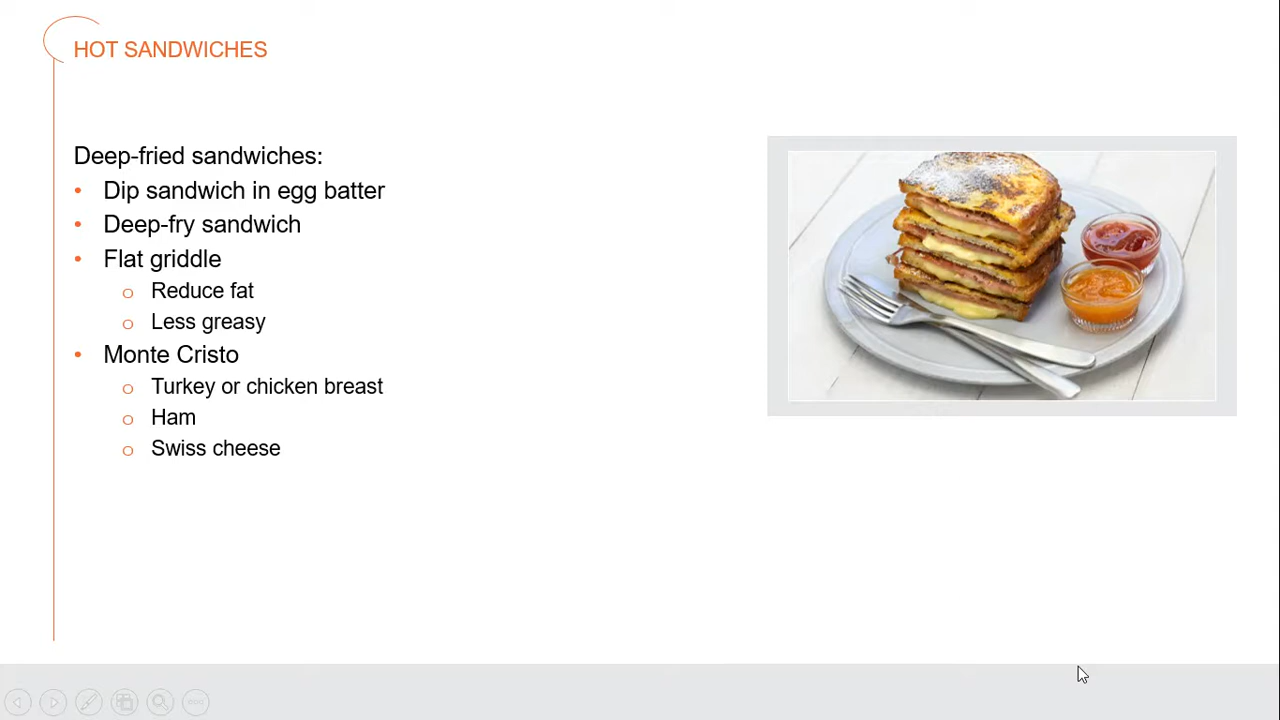 HOT SANDWICHES
Deep-fried sandwiches:
• Dip sandwich in egg batter
• Deep-fry sandwich
• Flat griddle
o Reduce fat
o Less greasy
• Monte Cristo
o Turkey or chicken breast
o Ham
o Swiss cheese